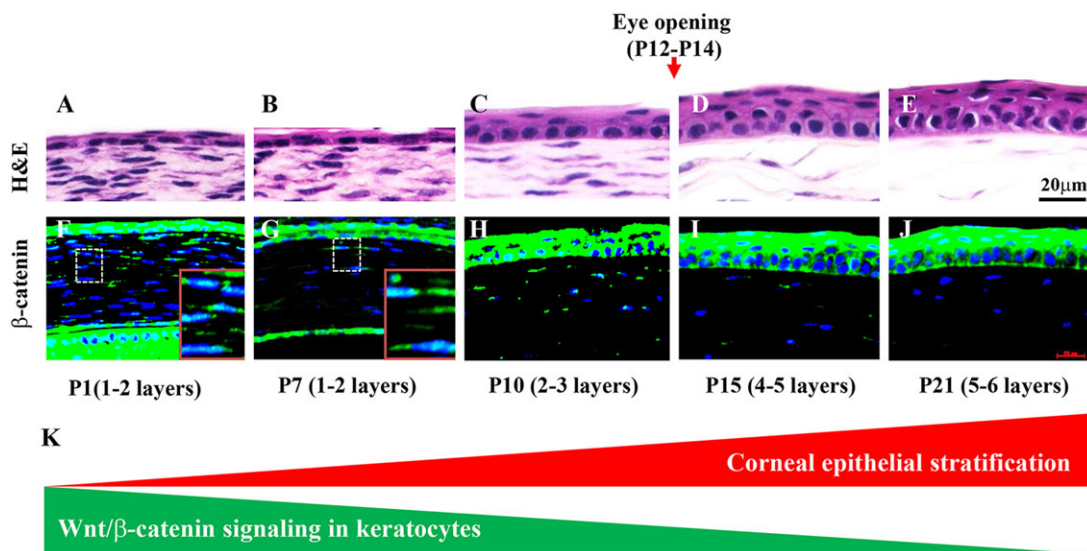 Eye opening
(P12-P14)
A
B
C
D
E
H&E
20μm
F
G
H
I
J
β-catenin
P1(1-2 layers)
P7 (1-2 layers)
P10 (2-3 layers)
P15 (4-5 layers)
P21 (5-6 layers)
K
Corneal epithelial stratification
Wnt/β-catenin signaling in keratocytes